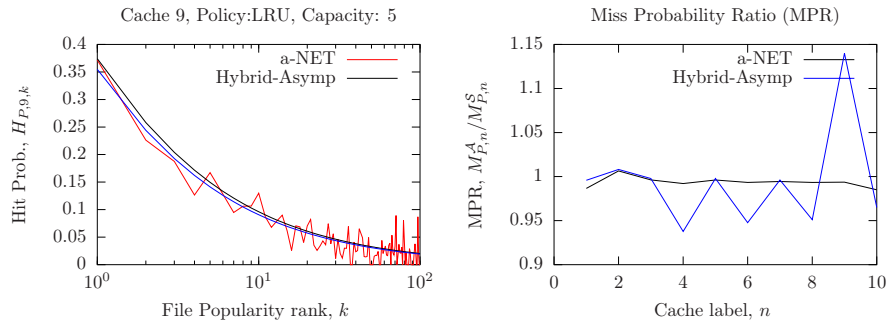 Cache 9, Policy:LRU, Capacity: 5
Hit Prob., H_{P,9,k}
0.4
0.35
0.3
0.25
0.2
0.15
0.1
0.05
0
a-NET
Hybrid-Asymp
10^0
10^1
10^2
File Popularity rank, k
Miss Probability Ratio (MPR)
MPR, M^A_{P,n}/M^S_{P,n}
1.15
1.1
1.05
1
0.95
0.9
a-NET
Hybrid-Asymp
0
2
4
6
8
10
Cache label, n